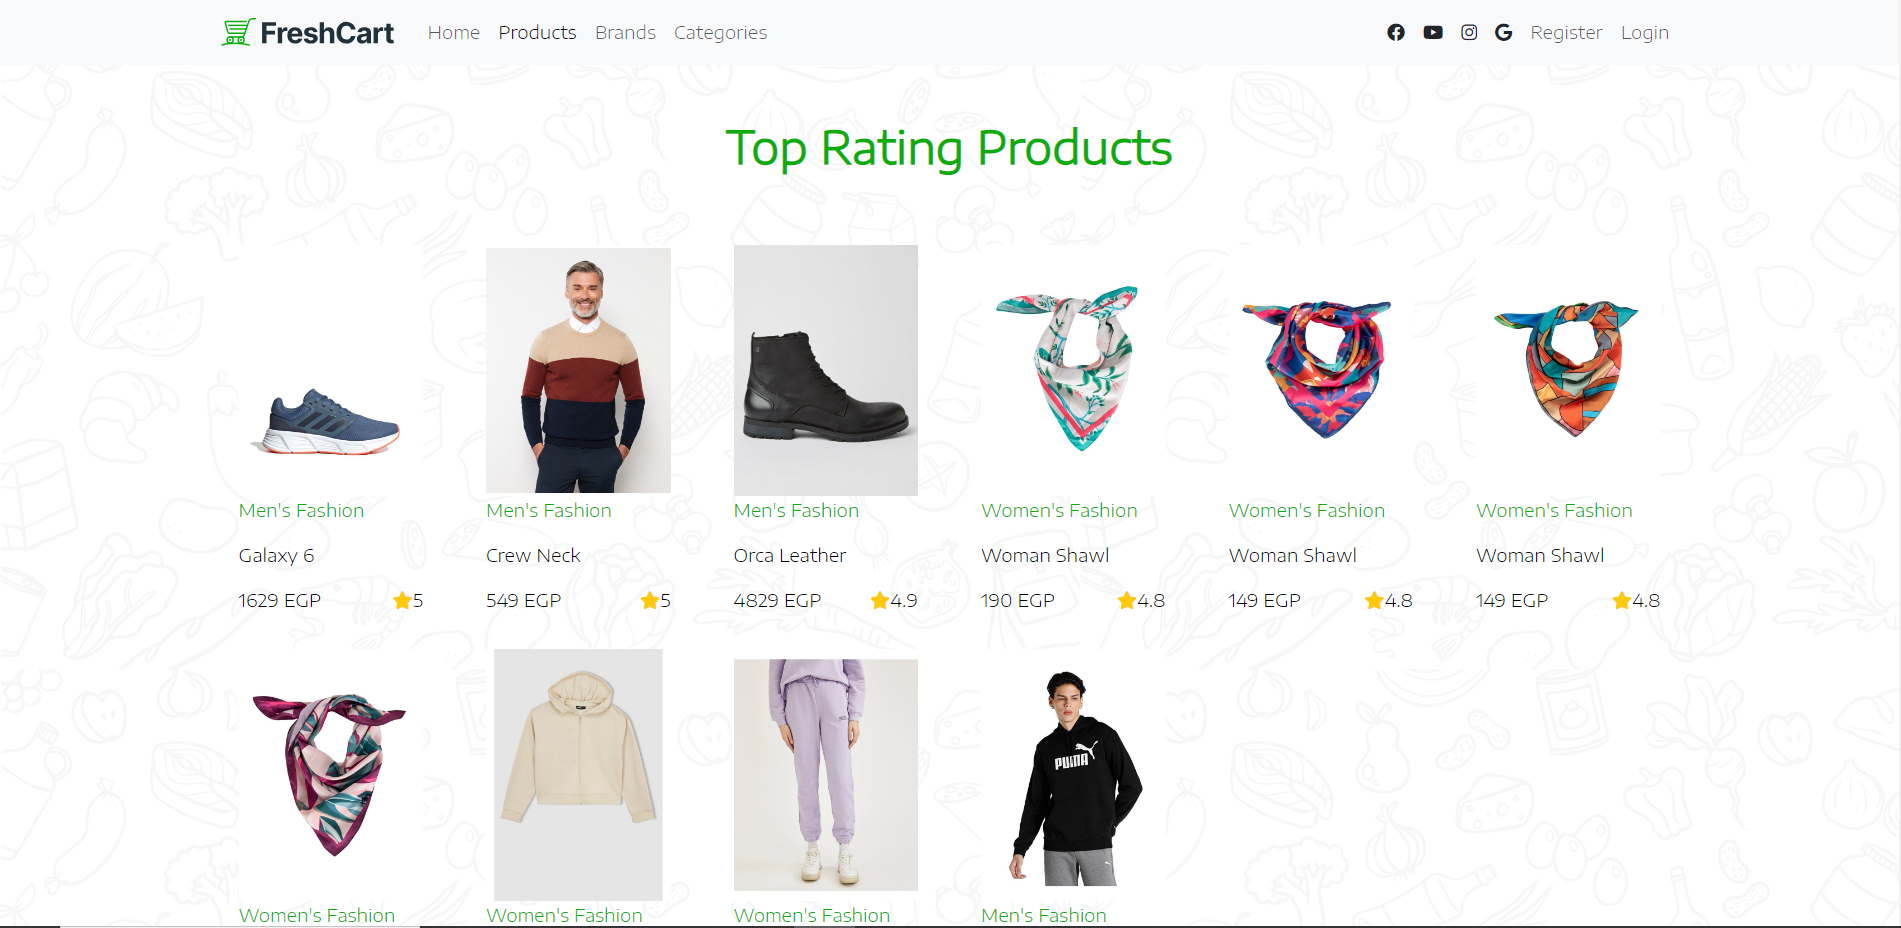 FreshCart Home Products Brands Categories Register Login
Top Rating Products
Men's Fashion Men's Fashion Men's Fashion Women's Fashion Women's Fashion Women's Fashion
Galaxy 6 Crew Neck Orca Leather Woman Shawl Woman Shawl Woman Shawl
1629 EGP 5 549 EGP 5 4829 EGP 4.9 190 EGP 4.8 149 EGP 4.8 149 EGP 4.8
PUMA
Women's Fashion Women's Fashion Women's Fashion Men's Fashion